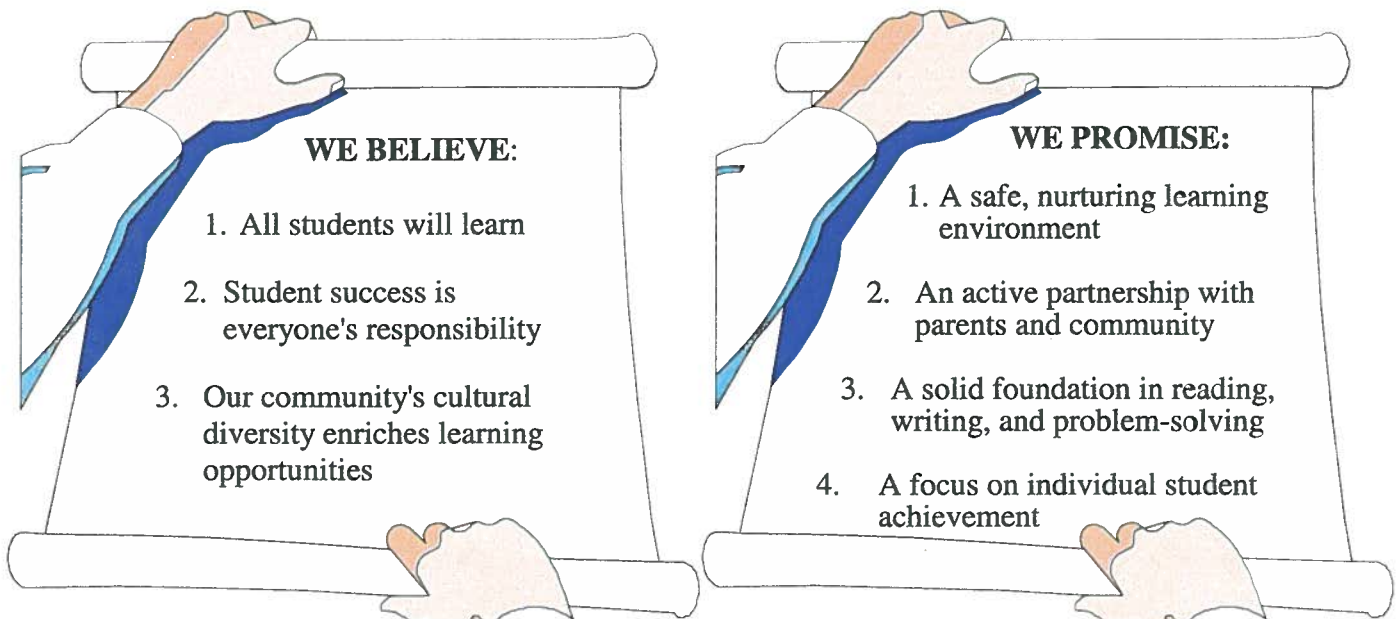 WE BELIEVE:
1. All students will learn
2. Student success is
everyone's responsibility
3. Our community's cultural
diversity enriches learning
opportunities
WE PROMISE:
1. A safe, nurturing learning
environment
2. An active partnership with
parents and community
3. A solid foundation in reading,
writing, and problem-solving
4. A focus on individual student
achievement